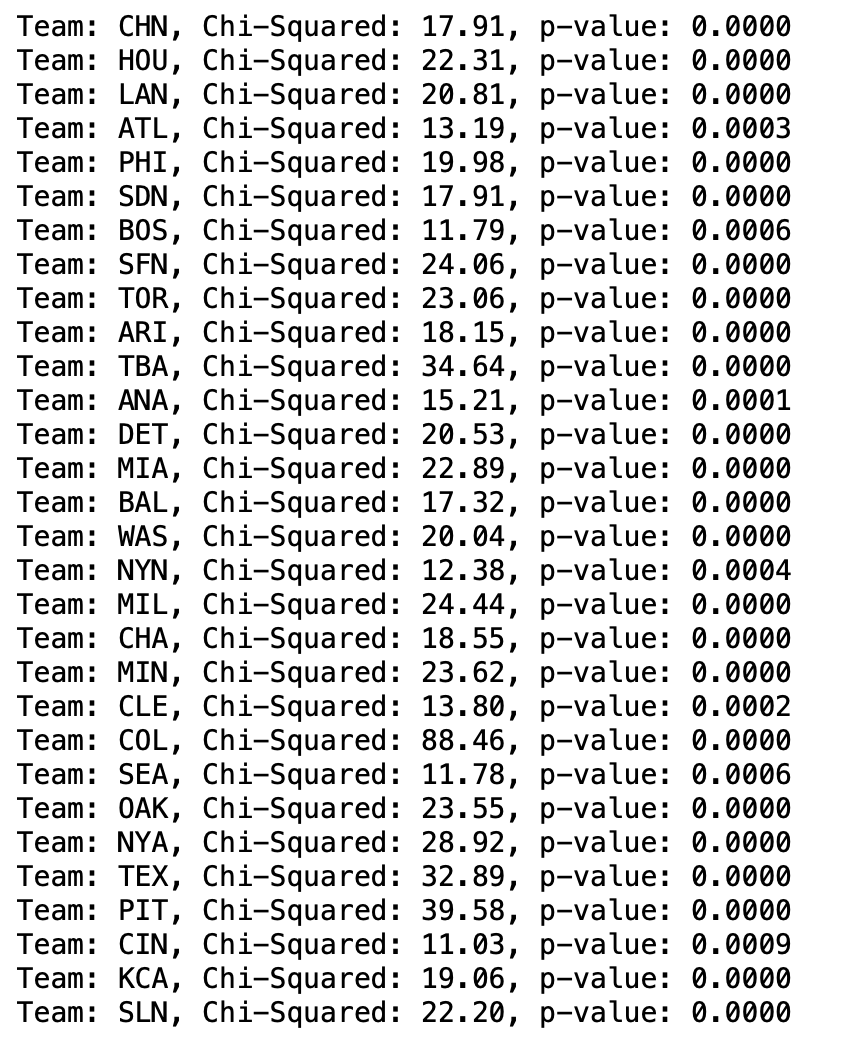 Team: CHN, Chi-Squared: 17.91, p-value: 0.0000
Team: HOU, Chi-Squared: 22.31, p-value: 0.0000
Team: LAN, Chi-Squared: 20.81, p-value: 0.0000
Team: ATL, Chi-Squared: 13.19, p-value: 0.0003
Team: PHI, Chi-Squared: 19.98, p-value: 0.0000
Team: SDN, Chi-Squared: 17.91, p-value: 0.0000
Team: BOS, Chi-Squared: 11.79, p-value: 0.0006
Team: SFN, Chi-Squared: 24.06, p-value: 0.0000
Team: TOR, Chi-Squared: 23.06, p-value: 0.0000
Team: ARI, Chi-Squared: 18.15, p-value: 0.0000
Team: TBA, Chi-Squared: 34.64, p-value: 0.0000
Team: ANA, Chi-Squared: 15.21, p-value: 0.0001
Team: DET, Chi-Squared: 20.53, p-value: 0.0000
Team: MIA, Chi-Squared: 22.89, p-value: 0.0000
Team: BAL, Chi-Squared: 17.32, p-value: 0.0000
Team: WAS, Chi-Squared: 20.04, p-value: 0.0000
Team: NYN, Chi-Squared: 12.38, p-value: 0.0004
Team: MIL, Chi-Squared: 24.44, p-value: 0.0000
Team: CHA, Chi-Squared: 18.55, p-value: 0.0000
Team: MIN, Chi-Squared: 23.62, p-value: 0.0000
Team: CLE, Chi-Squared: 13.80, p-value: 0.0002
Team: COL, Chi-Squared: 88.46, p-value: 0.0000
Team: SEA, Chi-Squared: 11.78, p-value: 0.0006
Team: OAK, Chi-Squared: 23.55, p-value: 0.0000
Team: NYA, Chi-Squared: 28.92, p-value: 0.0000
Team: TEX, Chi-Squared: 32.89, p-value: 0.0000
Team: PIT, Chi-Squared: 39.58, p-value: 0.0000
Team: CIN, Chi-Squared: 11.03, p-value: 0.0009
Team: KCA, Chi-Squared: 19.06, p-value: 0.0000
Team: SLN, Chi-Squared: 22.20, p-value: 0.0000